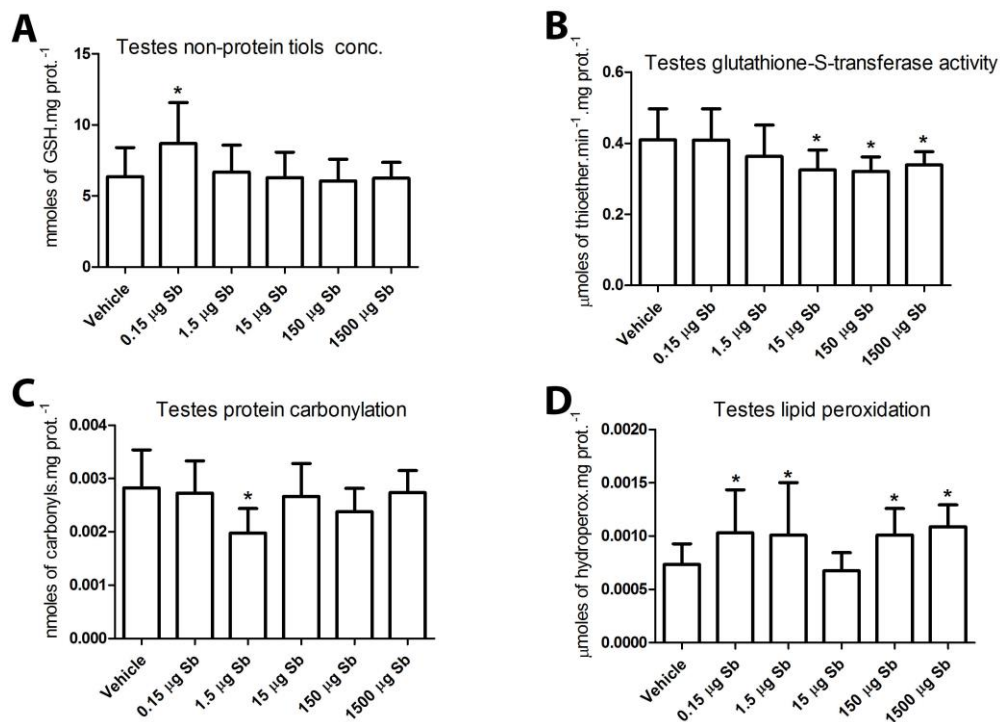 A
Testes non-protein tiols conc.
mmoles of GSH.mg prot.⁻¹
15
10
5
0
Vehicle
0.15 µg Sb
1.5 µg Sb
15 µg Sb
150 µg Sb
1500 µg Sb
*
B
Testes glutathione-S-transferase activity
µmoles of thioether.min⁻¹.mg prot.⁻¹
0.6
0.4
0.2
0.0
Vehicle
0.15 µg Sb
1.5 µg Sb
15 µg Sb
150 µg Sb
1500 µg Sb
* * *
C
Testes protein carbonylation
nmoles of carbonyls.mg prot.⁻¹
0.004
0.003
0.002
0.001
0.000
Vehicle
0.15 µg Sb
1.5 µg Sb
15 µg Sb
150 µg Sb
1500 µg Sb
*
D
Testes lipid peroxidation
µmoles of hydroperox.mg prot.⁻¹
0.0020
0.0015
0.0010
0.0005
0.0000
Vehicle
0.15 µg Sb
1.5 µg Sb
15 µg Sb
150 µg Sb
1500 µg Sb
* * * *